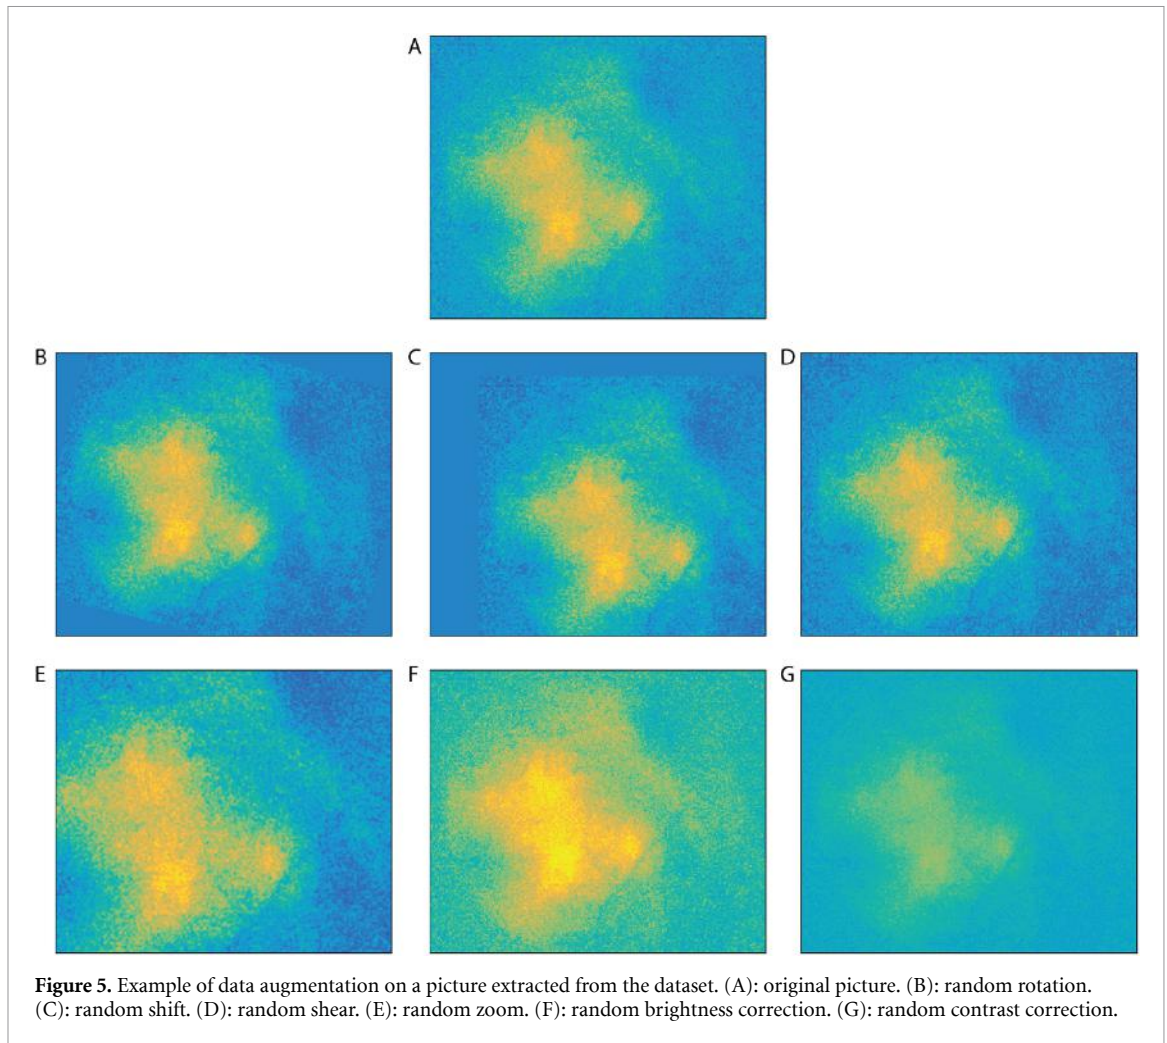 A
B
C
D
E
F
G
Figure 5. Example of data augmentation on a picture extracted from the dataset. (A): original picture. (B): random rotation.
(C): random shift. (D): random shear. (E): random zoom. (F): random brightness correction. (G): random contrast correction.